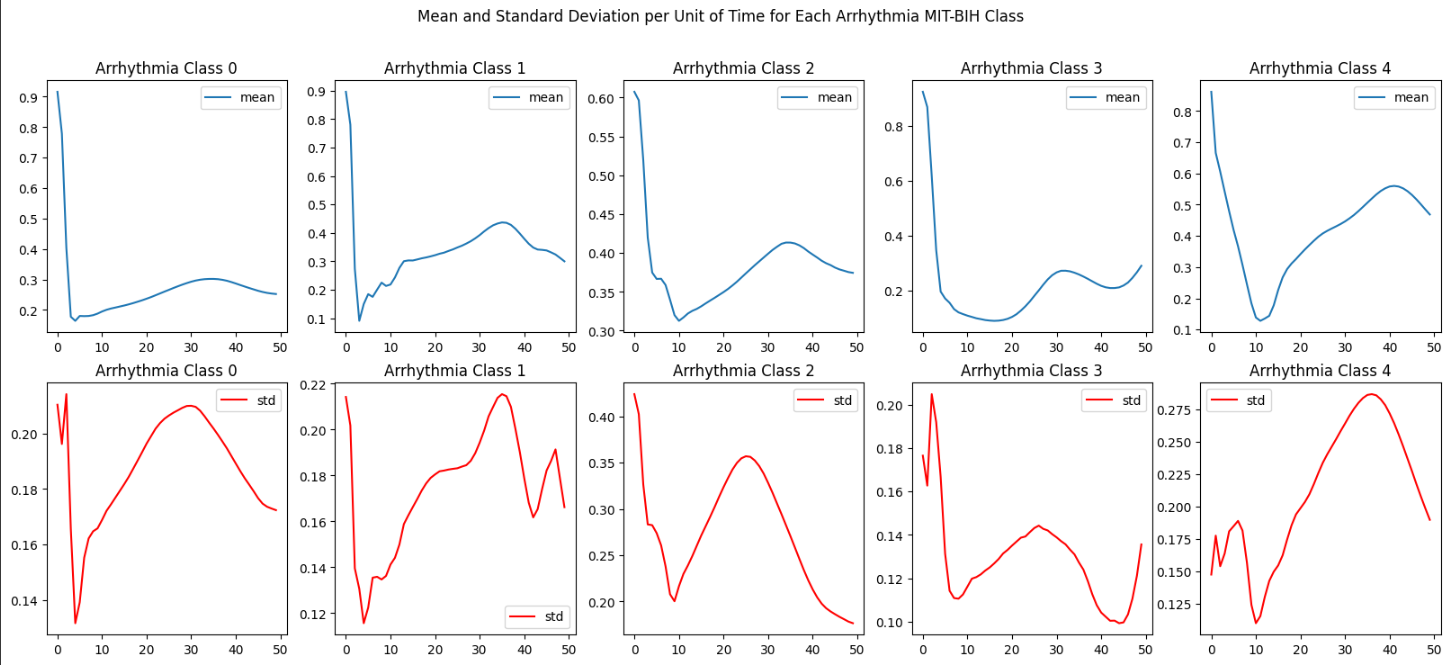 Mean and Standard Deviation per Unit of Time for Each Arrhythmia MIT-BIH Class
Arrhythmia Class 0
Arrhythmia Class 1
Arrhythmia Class 2
Arrhythmia Class 3
Arrhythmia Class 4
mean
mean
mean
mean
mean
0.9
0.8
0.7
0.6
0.5
0.4
0.3
0.2
0 10 20 30 40 50
0.9
0.8
0.7
0.6
0.5
0.4
0.3
0.2
0.1
0 10 20 30 40 50
0.60
0.55
0.50
0.45
0.40
0.35
0.30
0 10 20 30 40 50
0.8
0.6
0.4
0.2
0 10 20 30 40 50
0.8
0.7
0.6
0.5
0.4
0.3
0.2
0.1
0 10 20 30 40 50
Arrhythmia Class 0
Arrhythmia Class 1
Arrhythmia Class 2
Arrhythmia Class 3
Arrhythmia Class 4
std
std
std
std
std
0.20
0.18
0.16
0.14
0 10 20 30 40 50
0.22
0.20
0.18
0.16
0.14
0.12
0 10 20 30 40 50
0.40
0.35
0.30
0.25
0.20
0 10 20 30 40 50
0.20
0.18
0.16
0.14
0.12
0.10
0 10 20 30 40 50
0.275
0.250
0.225
0.200
0.175
0.150
0.125
0 10 20 30 40 50